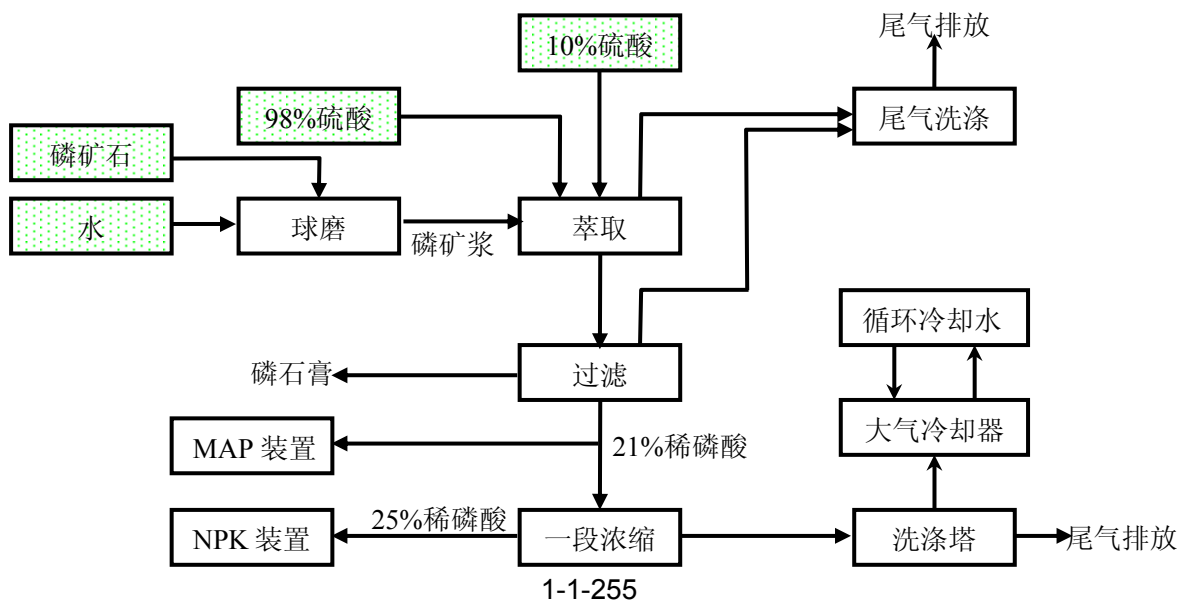 尾气排放
10%硫酸
98%硫酸
尾气洗涤
磷矿石
水
球磨
磷矿浆
萃取
循环冷却水
磷石膏
过滤
大气冷却器
MAP 装置
21%稀磷酸
NPK 装置
25%稀磷酸
一段浓缩
洗涤塔
尾气排放
1-1-255